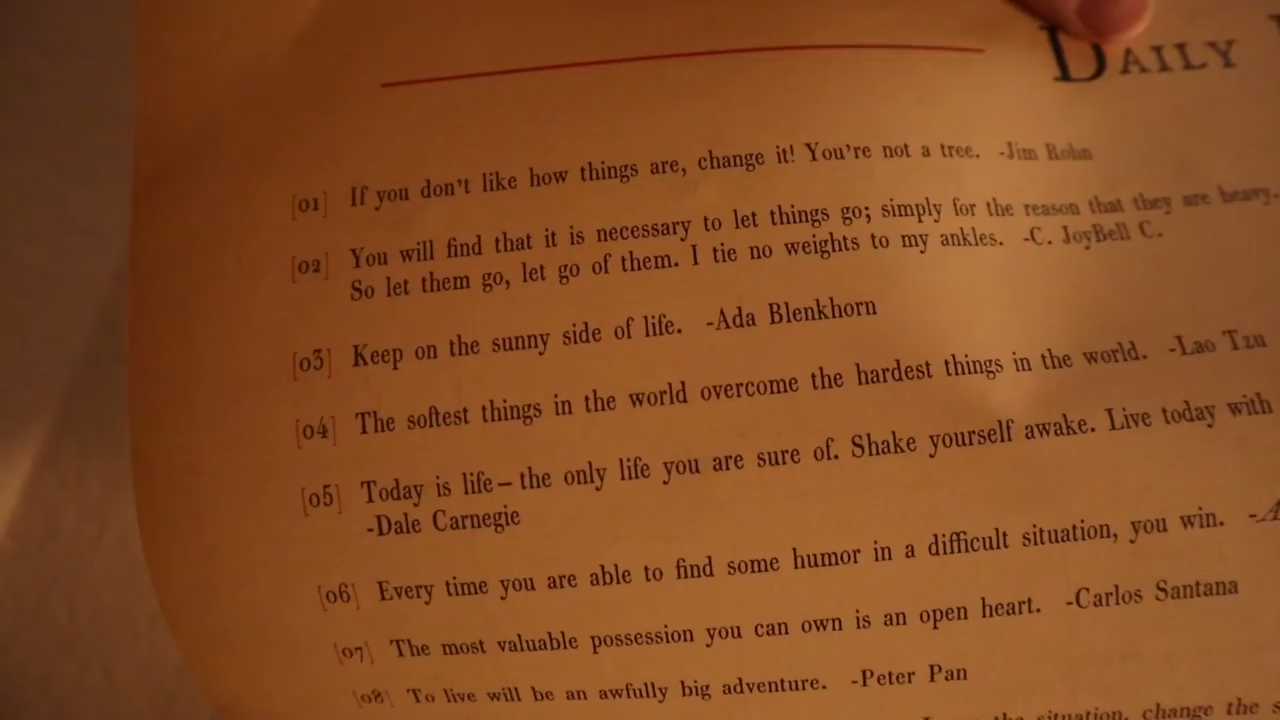 DAILY
[01] If you don't like how things are, change it! You're not a tree. -Jim Rohn
[02] You will find that it is necessary to let things go; simply for the reason that they are heavy.
So let them go, let go of them. I tie no weights to my ankles. -C. JoyBell C.
[03] Keep on the sunny side of life. -Ada Blenkhorn
[04] The softest things in the world overcome the hardest things in the world. -Lao Tzu
[05] Today is life—the only life you are sure of. Shake yourself awake. Live today with
-Dale Carnegie
[06] Every time you are able to find some humor in a difficult situation, you win.
[07] The most valuable possession you can own is an open heart. -Carlos Santana
[08] To live will be an awfully big adventure. -Peter Pan
the situation, change the